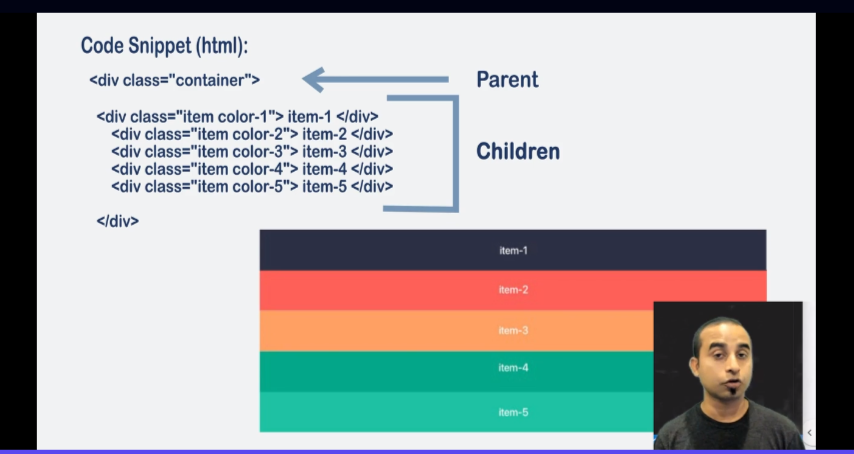 Code Snippet (html):
<div class="container">
Parent
<div class="item color-1"> item-1 </div>
<div class="item color-2"> item-2 </div>
<div class="item color-3"> item-3 </div>
<div class="item color-4"> item-4 </div>
<div class="item color-5"> item-5 </div>
Children
</div>
item-1
item-2
item-3
item-4
item-5